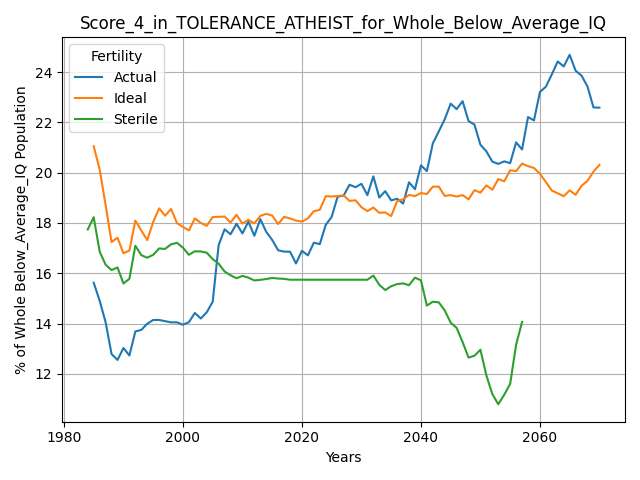 Score_4_in_TOLERANCE_ATHEIST_for_Whole_Below_Average_IQ
Fertility
Actual
Ideal
Sterile
% of Whole Below_Average_IQ Population
24
22
20
18
16
14
12
1980
2000
2020
2040
2060
Years